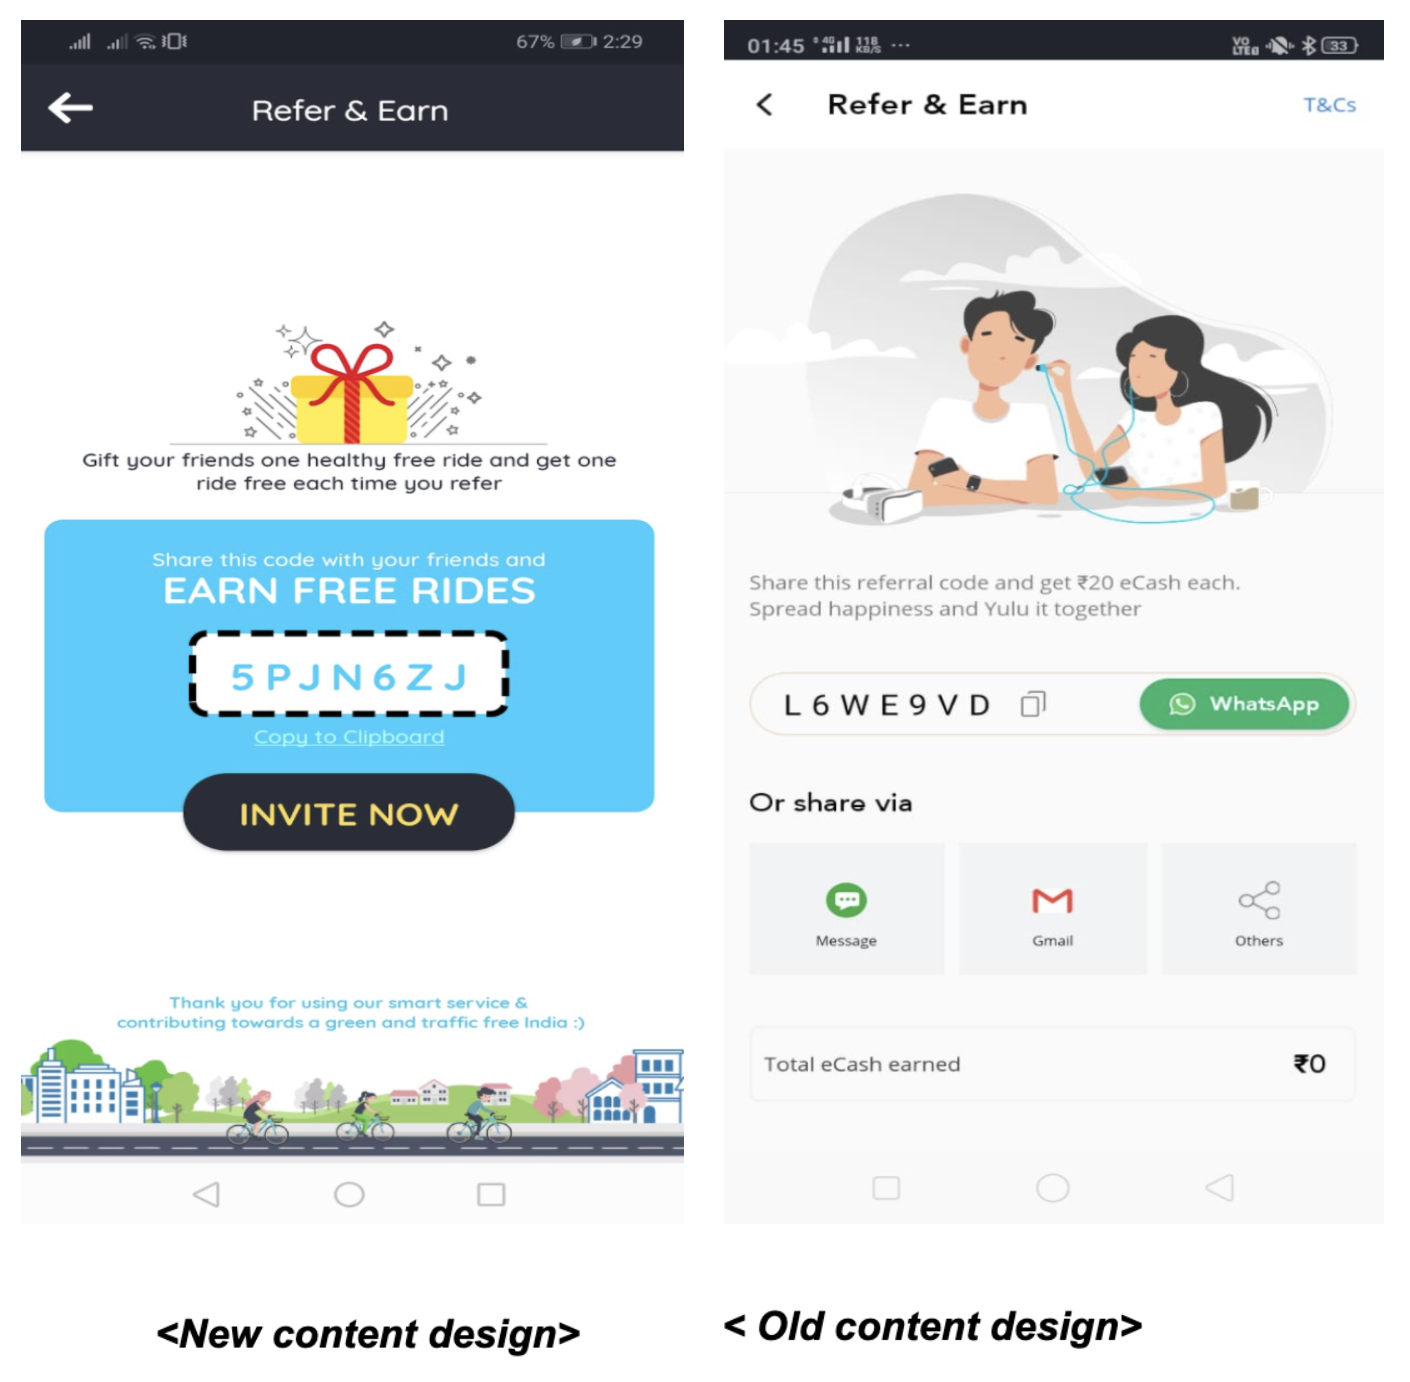 67% 2:29
Refer & Earn
Gift your friends one healthy free ride and get one
ride free each time you refer
Share this code with your friends and
EARN FREE RIDES
5PJN6ZJ
Copy to Clipboard
INVITE NOW
Thank you for using our smart service &
contributing towards a green and traffic free India :)
<New content design>
01:45 4G 118 KB/S ... VO LTE 33
Refer & Earn T&Cs
Share this referral code and get ₹20 eCash each.
Spread happiness and Yulu it together
L6WE9VD WhatsApp
Or share via
Message Gmail Others
Total eCash earned ₹0
< Old content design>